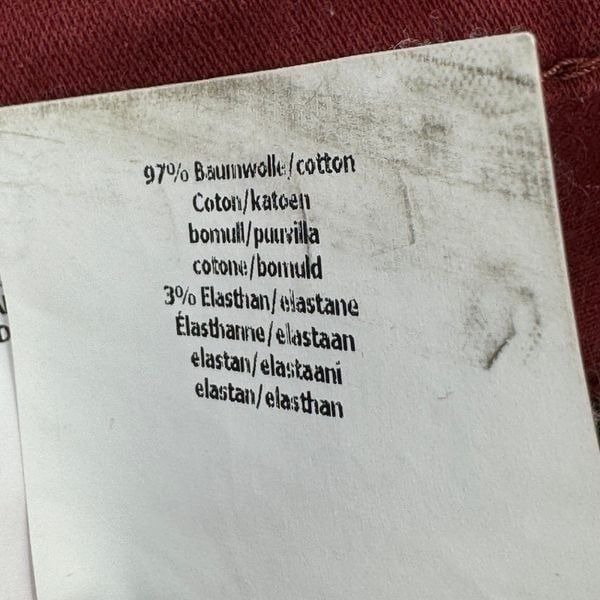 97% Baumwolle/cotton
Coton/katoen
bomull/puuvilla
cotone/bomuld
3% Elasthan/elastane
Élasthanne/elastaan
elastan/elastaani
elastan/elasthan